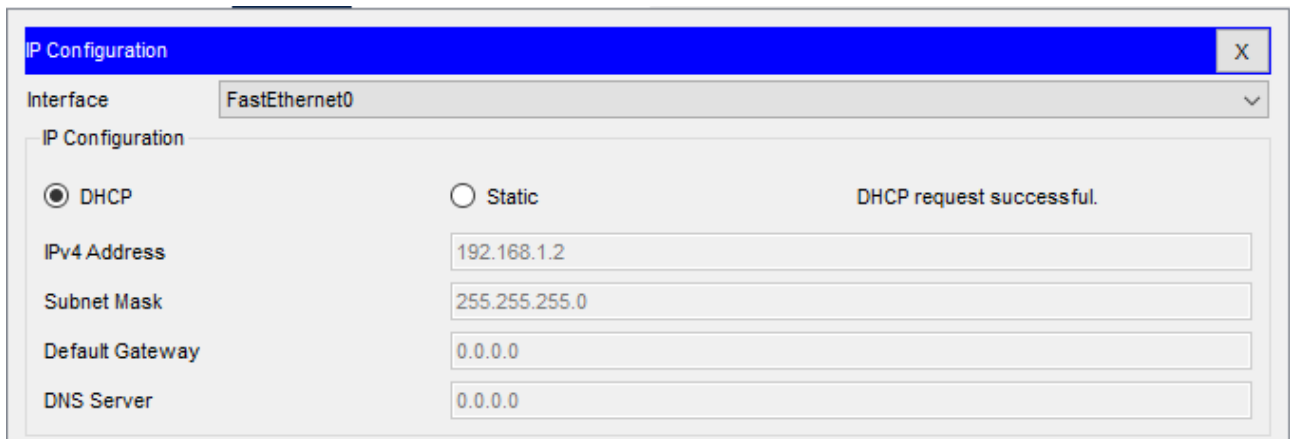 IP Configuration
X
Interface FastEthernet0
IP Configuration
DHCP Static DHCP request successful.
IPv4 Address 192.168.1.2
Subnet Mask 255.255.255.0
Default Gateway 0.0.0.0
DNS Server 0.0.0.0